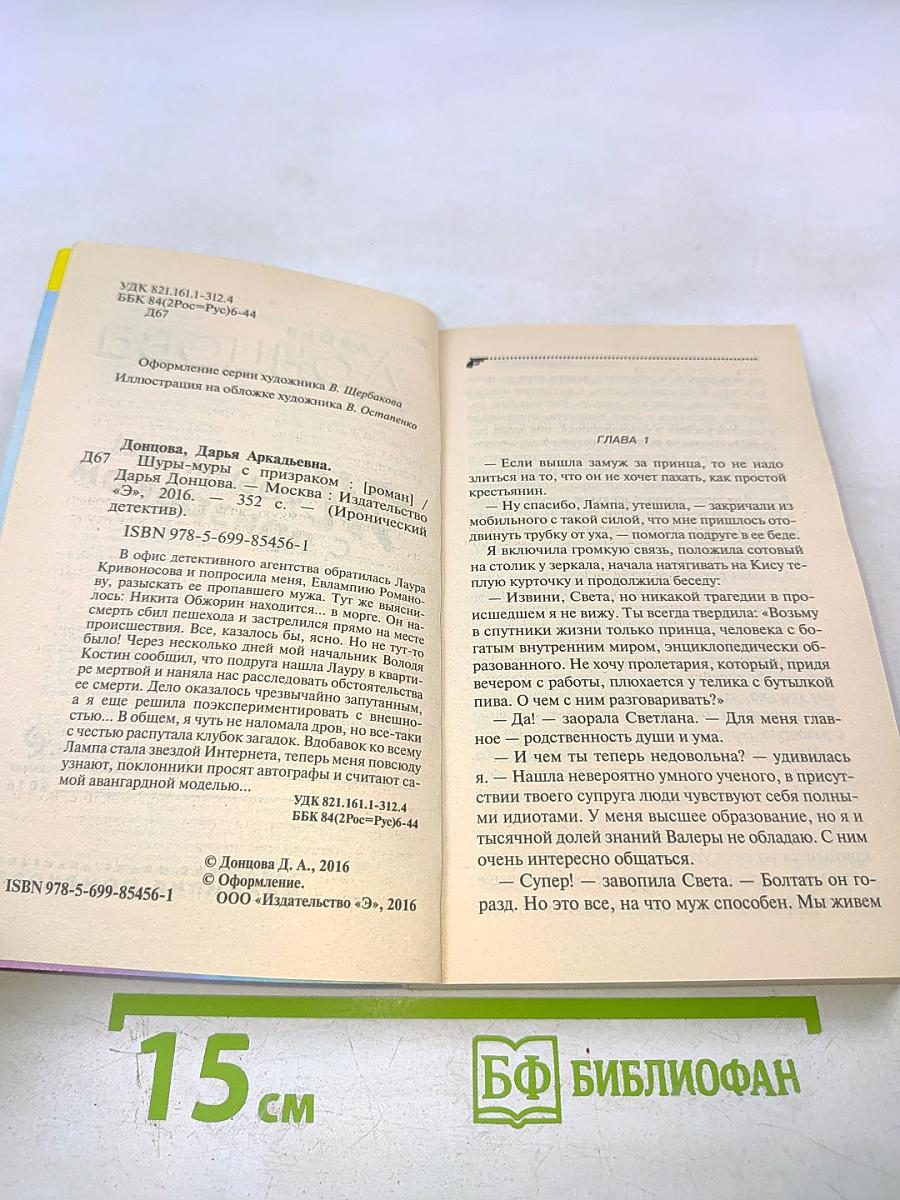 УДК 821.161.1-312.4
ББК 84(2Рос=Рус)6-44
Д67
Оформление серии художника В. Щербакова
Иллюстрация на обложке художника В. Остапенко
Донцова, Дарья Аркадьевна.
Д67 Шуры-муры с призраком : [роман] /
Дарья Донцова. — Москва : Издательство
«Э», 2016. — 352 с. — (Иронический
детектив).
ISBN 978-5-699-85456-1
В офис детективного агентства обратилась Лаура
Кривоносова и попросила меня, Евлампию Романо-
ву, разыскать ее пропавшего мужа. Тут же выясни-
лось: Никита Обжорин находится... в морге. Он на-
смерть сбил пешехода и застрелился прямо на месте
происшествия. Все, казалось бы, ясно. Но не тут-то
было! Через несколько дней мой начальник Володя
Костин сообщил, что подруга нашла Лауру в кварти-
ре мертвой и наняла нас расследовать обстоятельства
ее смерти. Дело оказалось чрезвычайно запутанным,
а я еще решила поэкспериментировать с внешно-
стью... В общем, я чуть не наломала дров, но все-таки
с честью распутала клубок загадок. Вдобавок ко всему
Лампа стала звездой Интернета, теперь меня повсюду
узнают, поклонники просят автографы и считают са-
мой авангардной моделью...
УДК 821.161.1-312.4
ББК 84(2Рос=Рус)6-44
© Донцова Д. А., 2016
© Оформление.
ООО «Издательство «Э», 2016
ISBN 978-5-699-85456-1
ГЛАВА 1
— Если вышла замуж за принца, то не надо
злиться на то, что он не хочет пахать, как простой
крестьянин.
— Ну спасибо, Лампа, утешила, — закричали из
мобильного с такой силой, что мне пришлось ото-
двинуть трубку от уха, — помогла подруге в ее беде.
Я включила громкую связь, положила сотовый
на столик у зеркала, начала натягивать на Кису те-
плую курточку и продолжила беседу:
— Извини, Света, но никакой трагедии в про-
исшедшем я не вижу. Ты всегда твердила: «Возьму
в спутники жизни только принца, человека с бо-
гатым внутренним миром, энциклопедически об-
разованного. Не хочу пролетария, который, придя
вечером с работы, плюхается у телика с бутылкой
пива. О чем с ним разговаривать?»
— Да! — заорала Светлана. — Для меня глав-
ное — родственность души и ума.
— И чем ты теперь недовольна? — удивилась
я. — Нашла невероятно умного ученого, в присут-
ствии твоего супруга люди чувствуют себя полны-
ми идиотами. У меня высшее образование, но я и
тысячной долей знаний Валеры не обладаю. С ним
очень интересно общаться.
— Супер! — завопила Света. — Болтать он го-
разд. Но это все, на что муж способен. Мы живем
15 см
БФ БИБЛИОФАН